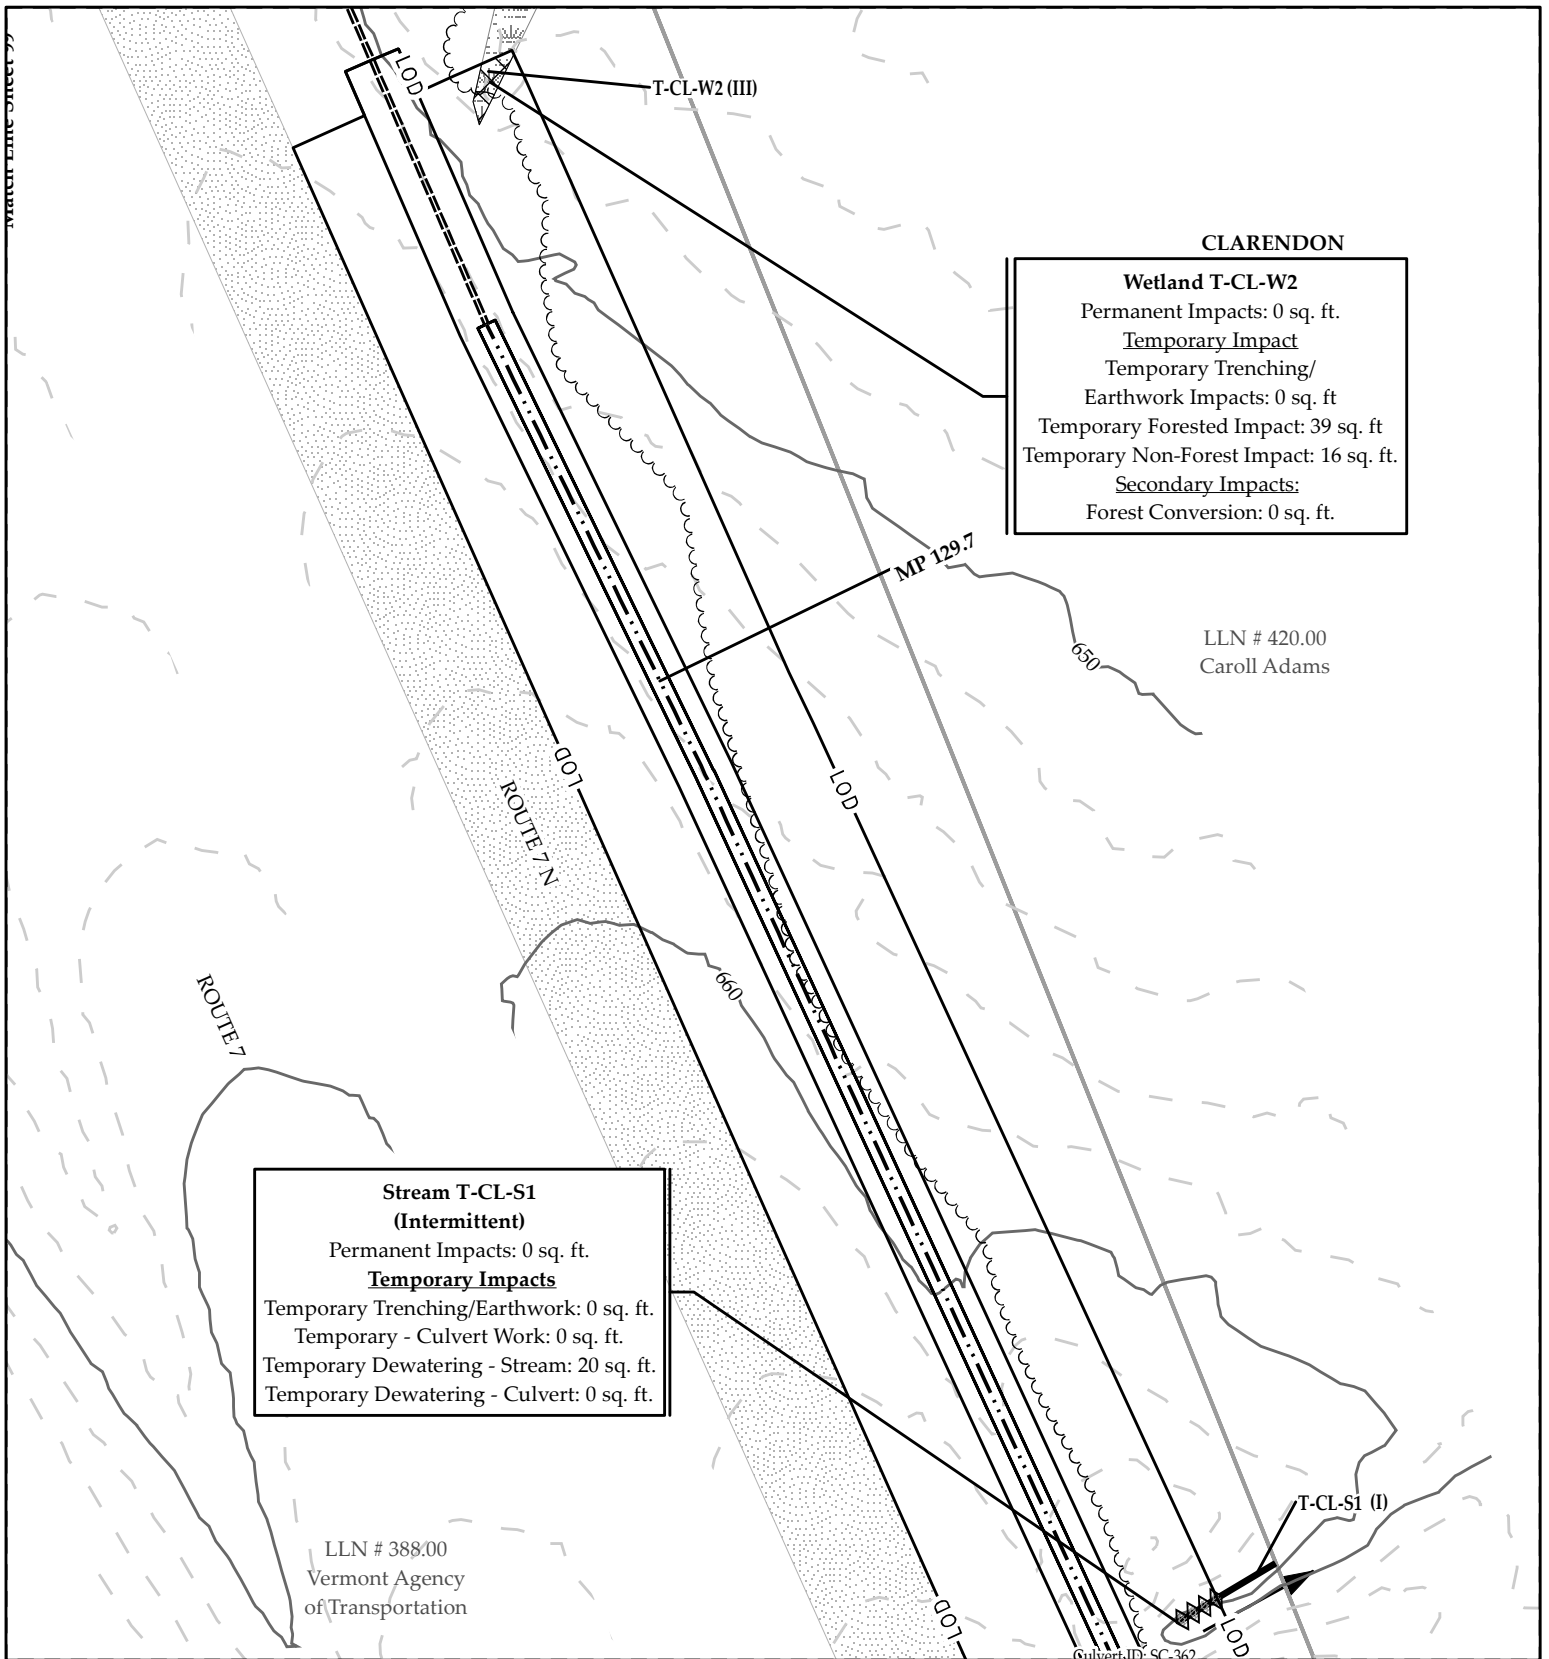 Match Line Sheet 99
LOD
T-CL-W2 (III)
CLARENDON
Wetland T-CL-W2
Permanent Impacts: 0 sq. ft.
Temporary Impact
Temporary Trenching/
Earthwork Impacts: 0 sq. ft
Temporary Forested Impact: 39 sq. ft
Temporary Non-Forest Impact: 16 sq. ft.
Secondary Impacts:
Forest Conversion: 0 sq. ft.
MP 129.7
650
LLN # 420.00
Caroll Adams
LOD
LOD
ROUTE 7 N
660
ROUTE 7
Stream T-CL-S1
(Intermittent)
Permanent Impacts: 0 sq. ft.
Temporary Impacts
Temporary Trenching/Earthwork: 0 sq. ft.
Temporary - Culvert Work: 0 sq. ft.
Temporary Dewatering - Stream: 20 sq. ft.
Temporary Dewatering - Culvert: 0 sq. ft.
T-CL-S1 (I)
LLN # 388.00
Vermont Agency
of Transportation
LOD
LOD
Culvert ID: SC-362